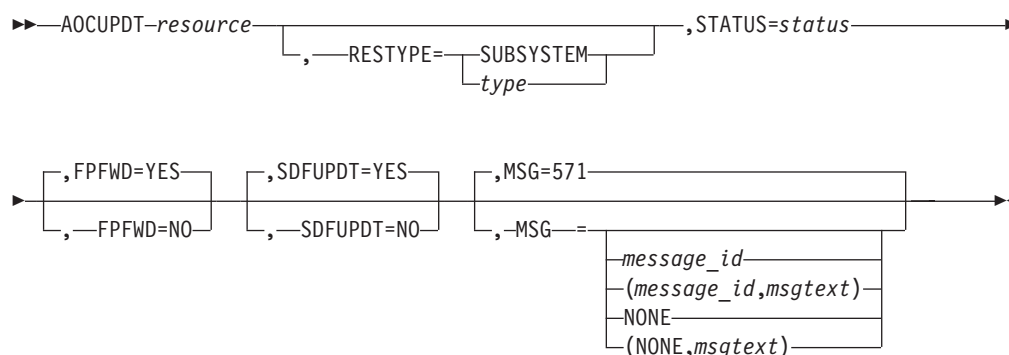 AOCUPDT resource , RESTYPE= SUBSYSTEM type ,STATUS=status
,FPFWD=YES
, FPFWD=NO
,SDFUPDT=YES
, SDFUPDT=NO
,MSG=571
, MSG =
message_id
(message_id,msgtext)
NONE
(NONE,msgtext)